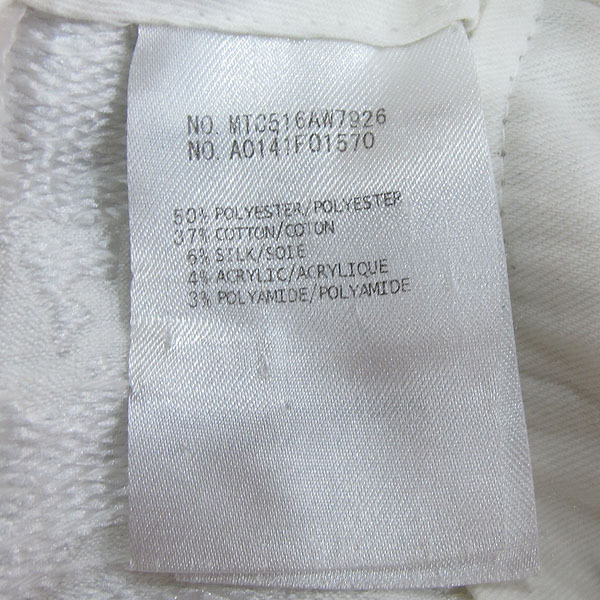 NO. MTC516AW7926
NO. A0141F01570
50% POLYESTER/POLYESTER
37% COTTON/COTON
6% SILK/SOIE
4% ACRYLIC/ACRYLIQUE
3% POLYAMIDE/POLYAMIDE